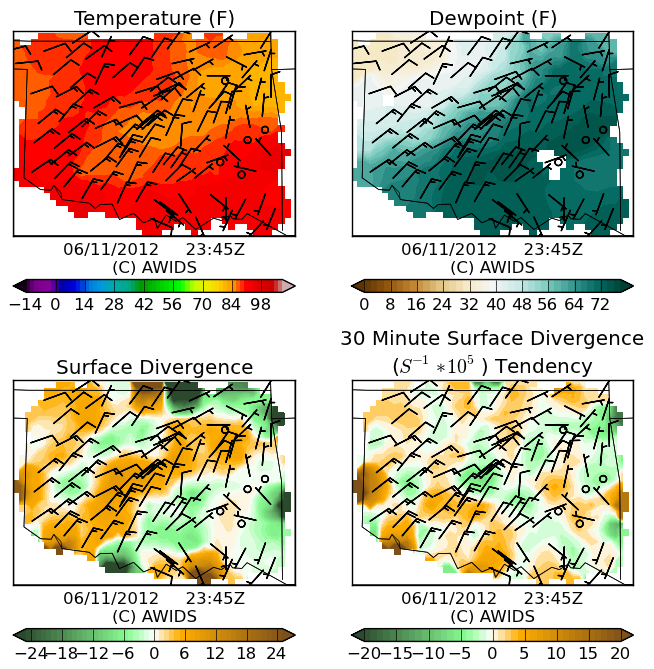 Temperature (F)
Dewpoint (F)
06/11/2012 23:45Z
(C) AWIDS
06/11/2012 23:45Z
(C) AWIDS
−14 0 14 28 42 56 70 84 98
0 8 16 24 32 40 48 56 64 72
Surface Divergence
30 Minute Surface Divergence
(S⁻¹ *10⁵ ) Tendency
06/11/2012 23:45Z
(C) AWIDS
06/11/2012 23:45Z
(C) AWIDS
−24−18−12 −6 0 6 12 18 24
−20−15−10 −5 0 5 10 15 20